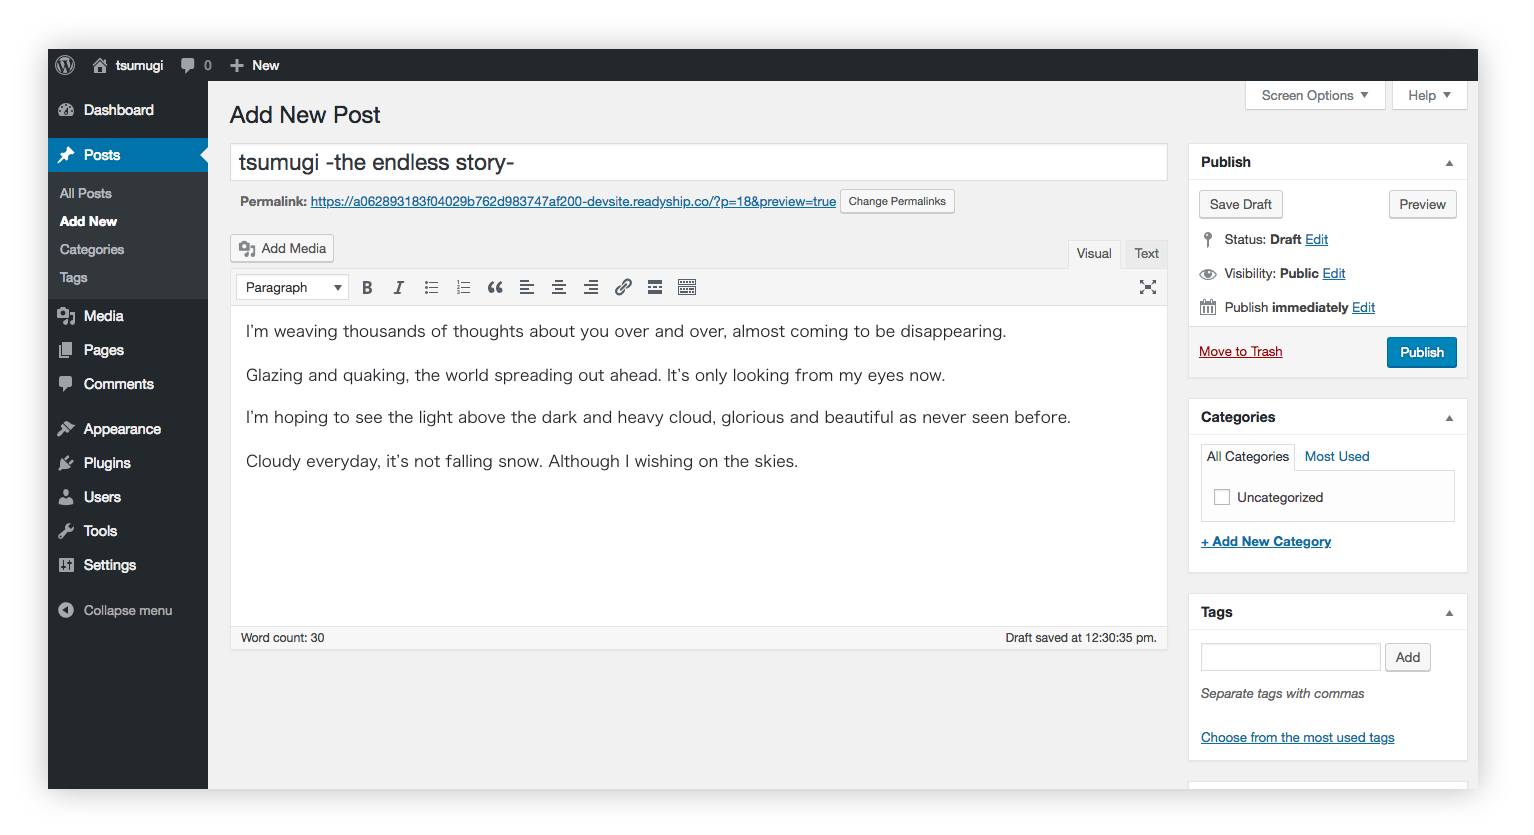 tsumugi 0 New
Dashboard
Posts
All Posts
Add New
Categories
Tags
Media
Pages
Comments
Appearance
Plugins
Users
Tools
Settings
Collapse menu
Screen Options Help
Add New Post
tsumugi -the endless story-
Permalink: https://a062893183f04029b762d983747af200-devsite.readyship.co/?p=18&preview=true Change Permalinks
Add Media
Visual Text
Paragraph B I
I'm weaving thousands of thoughts about you over and over, almost coming to be disappearing.
Glazing and quaking, the world spreading out ahead. It's only looking from my eyes now.
I'm hoping to see the light above the dark and heavy cloud, glorious and beautiful as never seen before.
Cloudy everyday, it's not falling snow. Although I wishing on the skies.
Word count: 30 Draft saved at 12:30:35 pm.
Publish
Save Draft Preview
Status: Draft Edit
Visibility: Public Edit
Publish immediately Edit
Move to Trash Publish
Categories
All Categories Most Used
Uncategorized
+ Add New Category
Tags
Add
Separate tags with commas
Choose from the most used tags